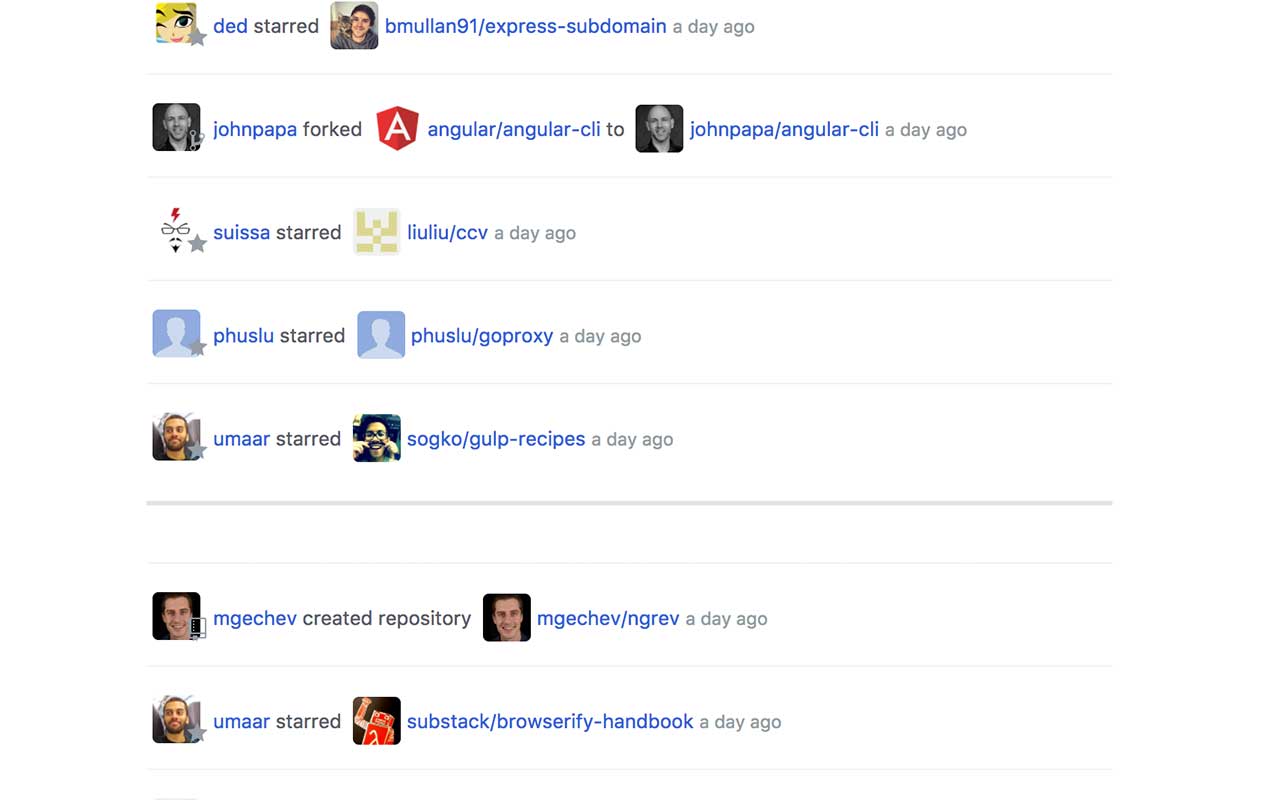 ded starred bmullan91/express-subdomain a day ago
johnpapa forked A angular/angular-cli to johnpapa/angular-cli a day ago
suissa starred liuliu/ccv a day ago
phuslu starred phuslu/goproxy a day ago
umaar starred sogko/gulp-recipes a day ago
mgechev created repository mgechev/ngrev a day ago
umaar starred substack/browserify-handbook a day ago